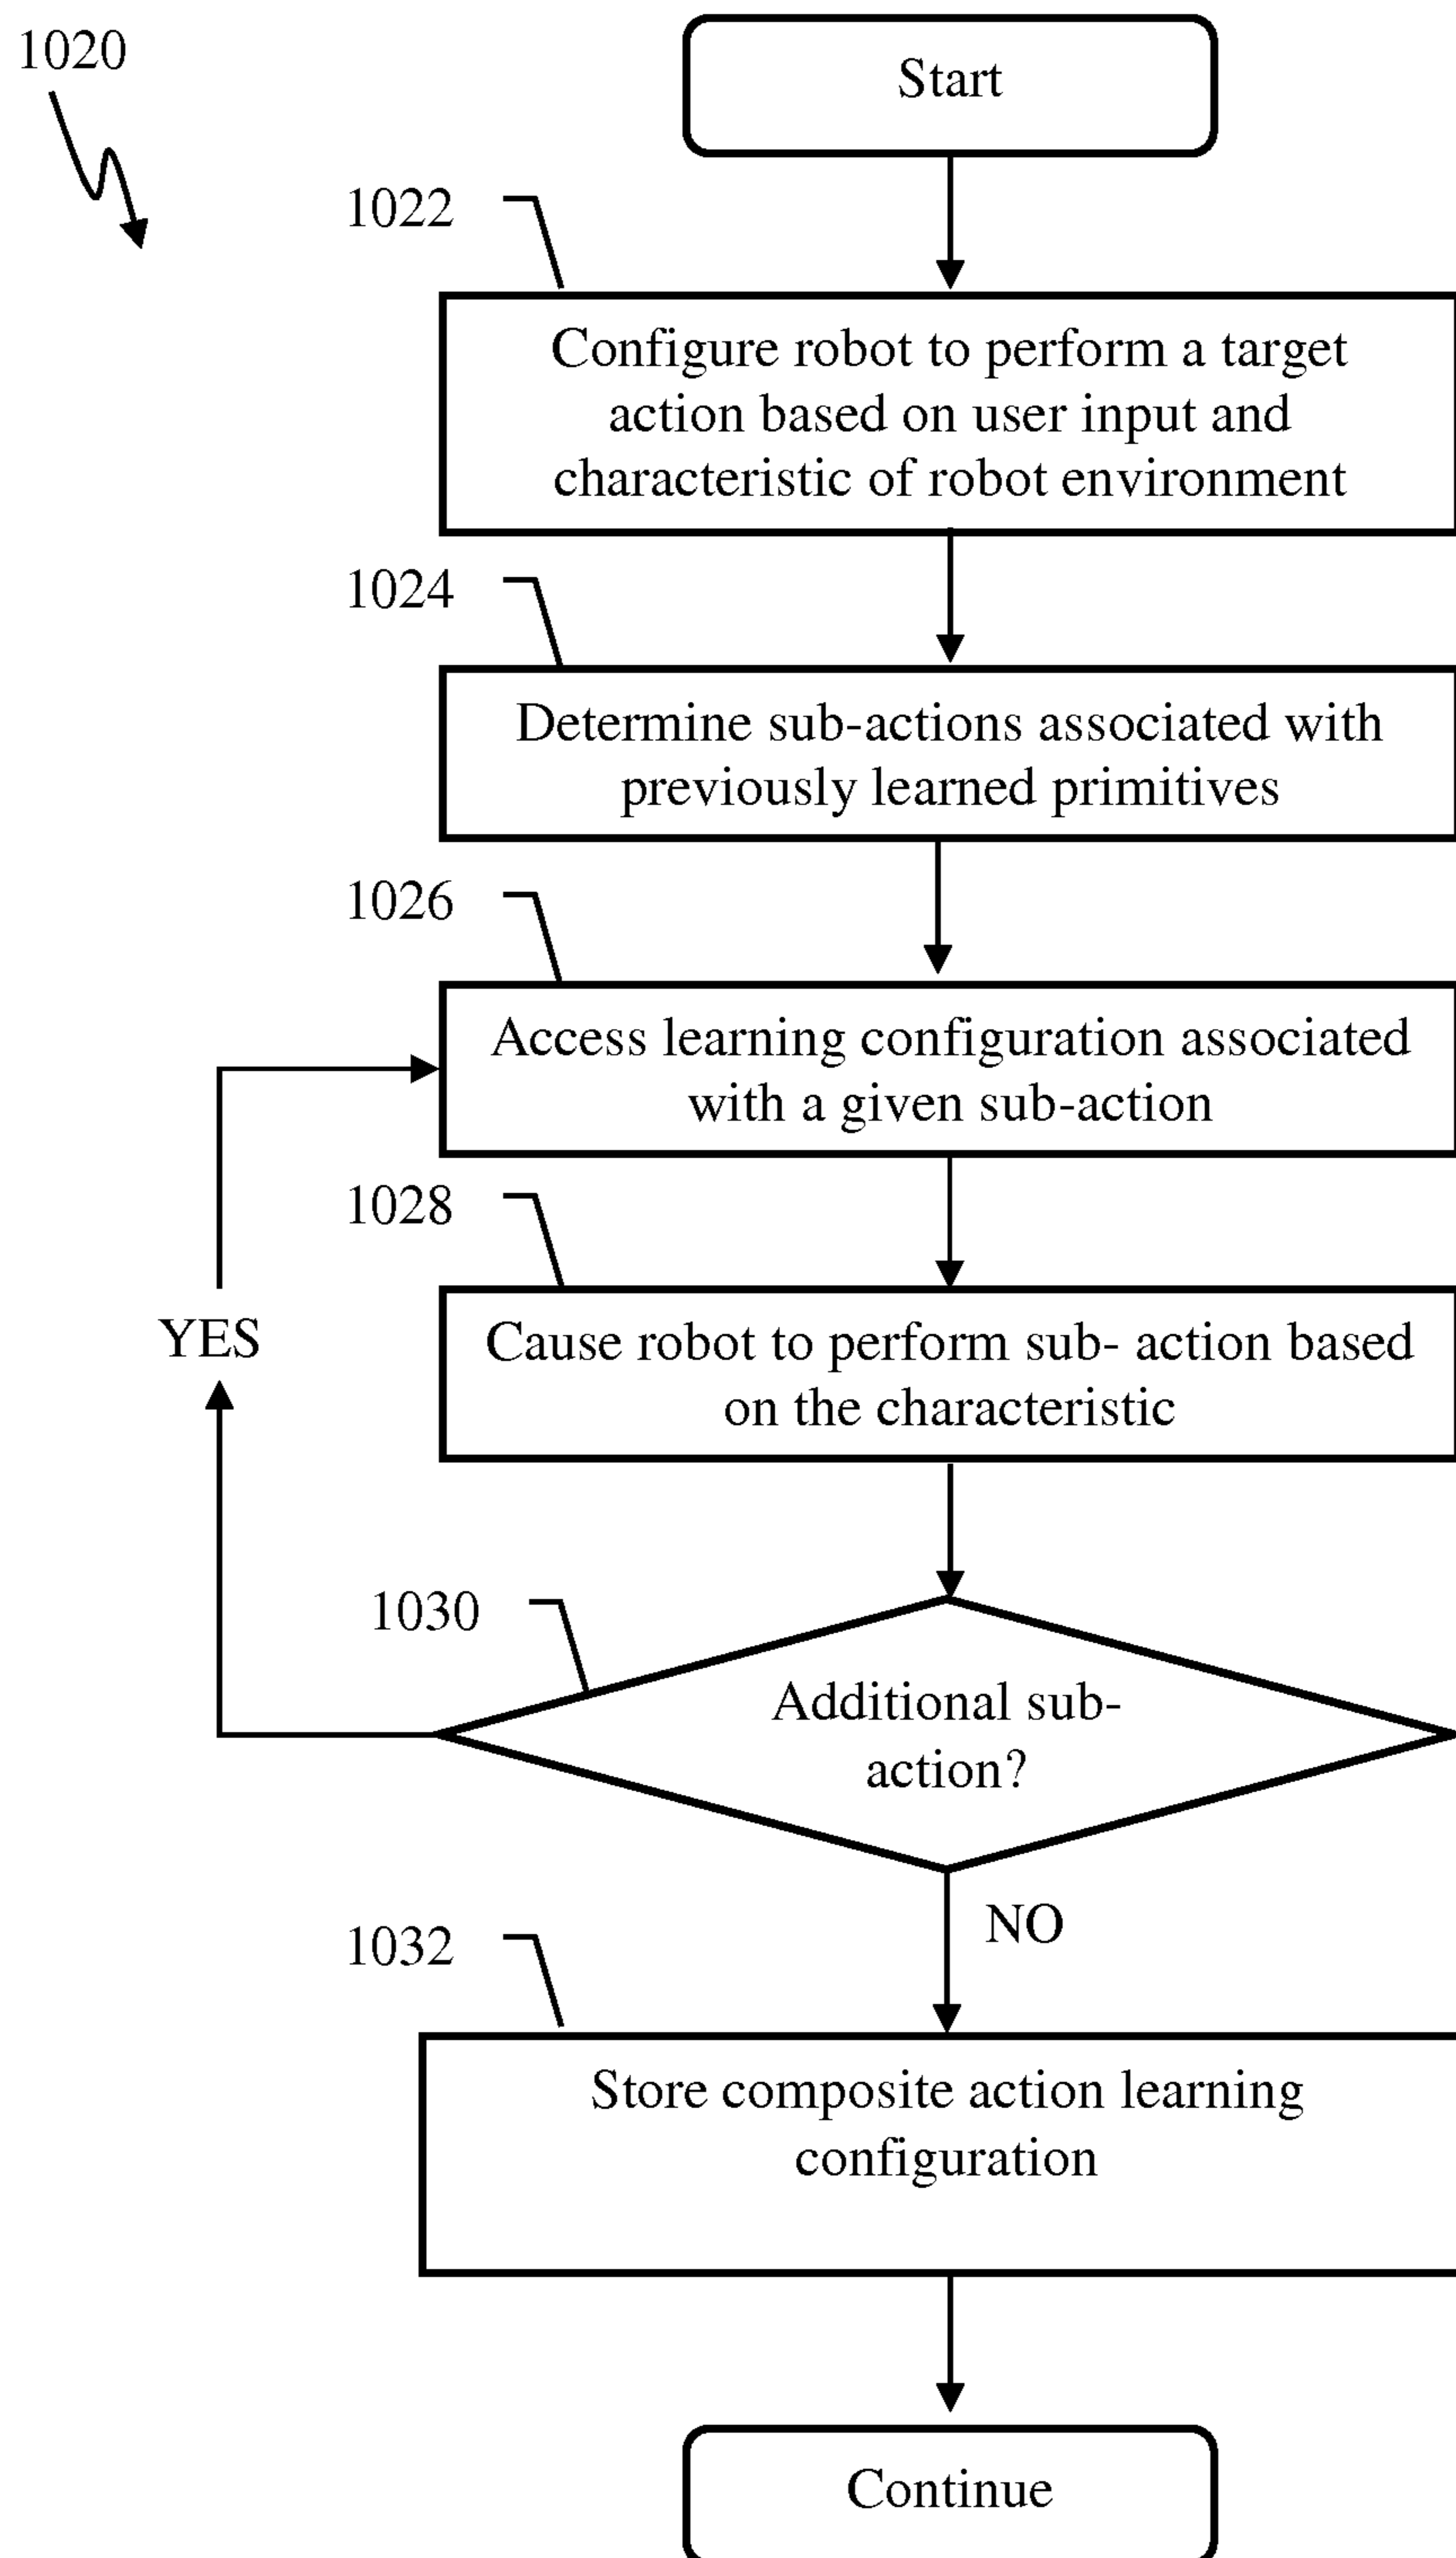 1020
Start
1022
Configure robot to perform a target
action based on user input and
characteristic of robot environment
1024
Determine sub-actions associated with
previously learned primitives
1026
Access learning configuration associated
with a given sub-action
1028
Cause robot to perform sub- action based
on the characteristic
YES
1030
Additional sub-
action?
NO
1032
Store composite action learning
configuration
Continue